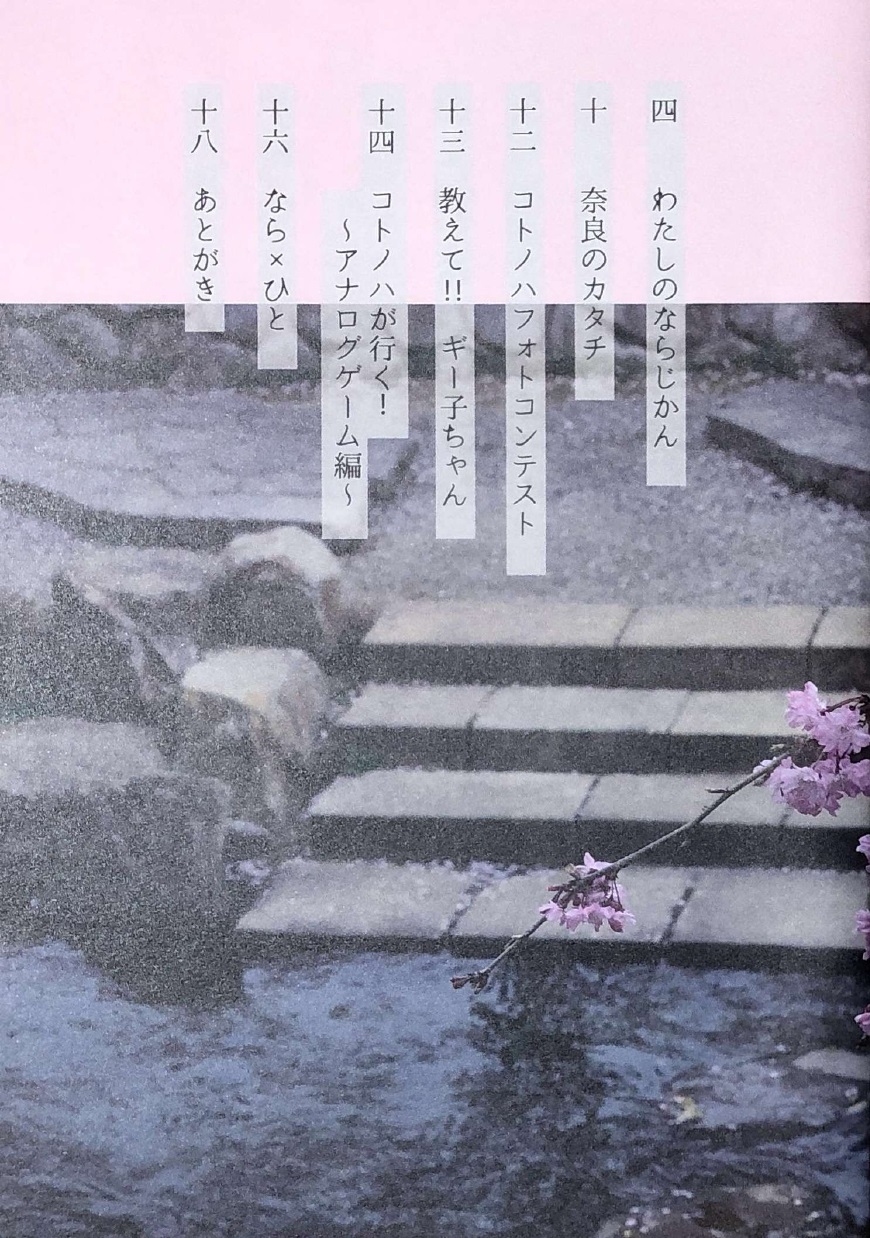 四　わたしのならじかん
十　奈良のカタチ
十二　コトノハフォトコンテスト
十三　教えて!!　ギー子ちゃん
十四　コトノハが行く!
～アナログゲーム編～
十六　なら×ひと
十八　あとがき